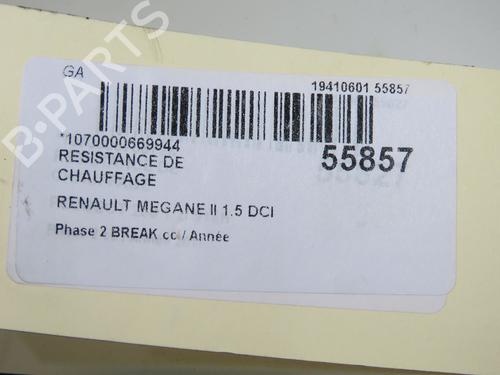 GA
19410601 55857
*1070000669944
55857
RESISTANCE DE
CHAUFFAGE
RENAULT MEGANE II 1.5 DCI
Phase 2 BREAK cc / Année
B-PARTS